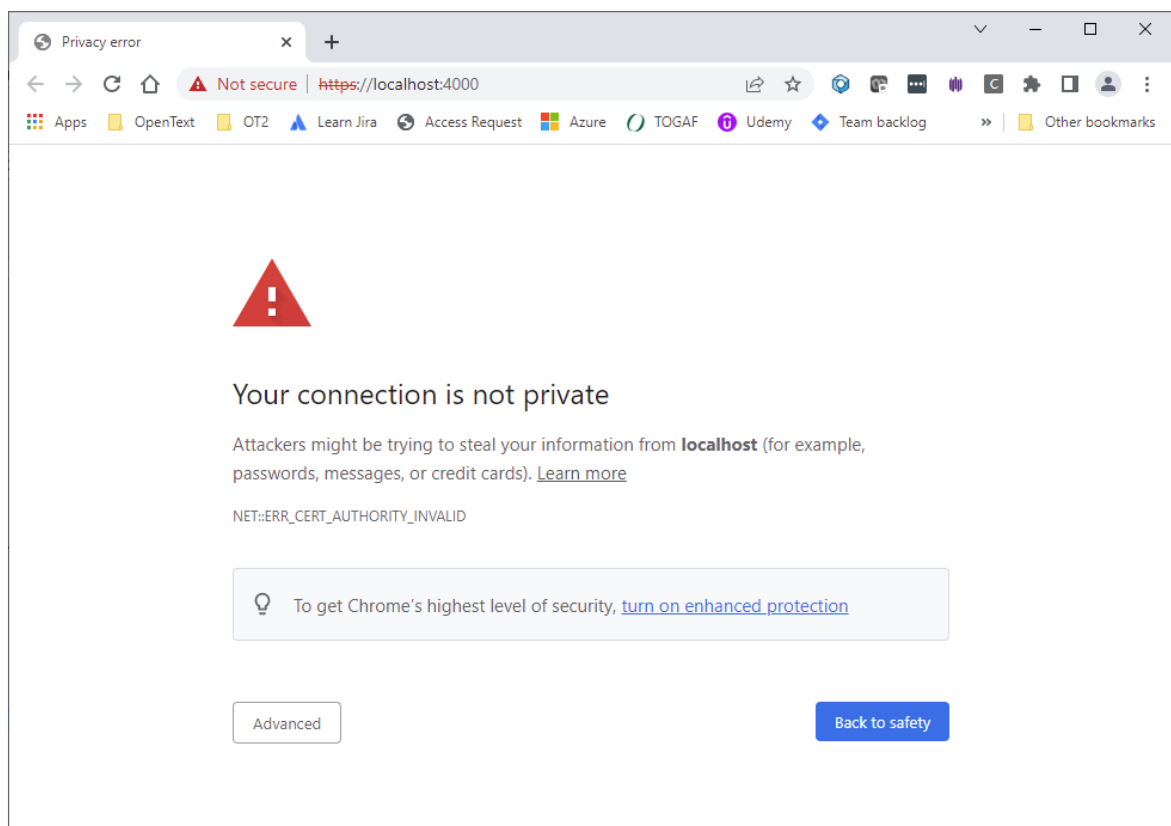 Privacy error
Not secure | https://localhost:4000
Apps OpenText OT2 Learn Jira Access Request Azure TOGAF Udemy Team backlog » Other bookmarks
Your connection is not private
Attackers might be trying to steal your information from localhost (for example,
passwords, messages, or credit cards). Learn more
NET::ERR_CERT_AUTHORITY_INVALID
To get Chrome's highest level of security, turn on enhanced protection
Advanced Back to safety